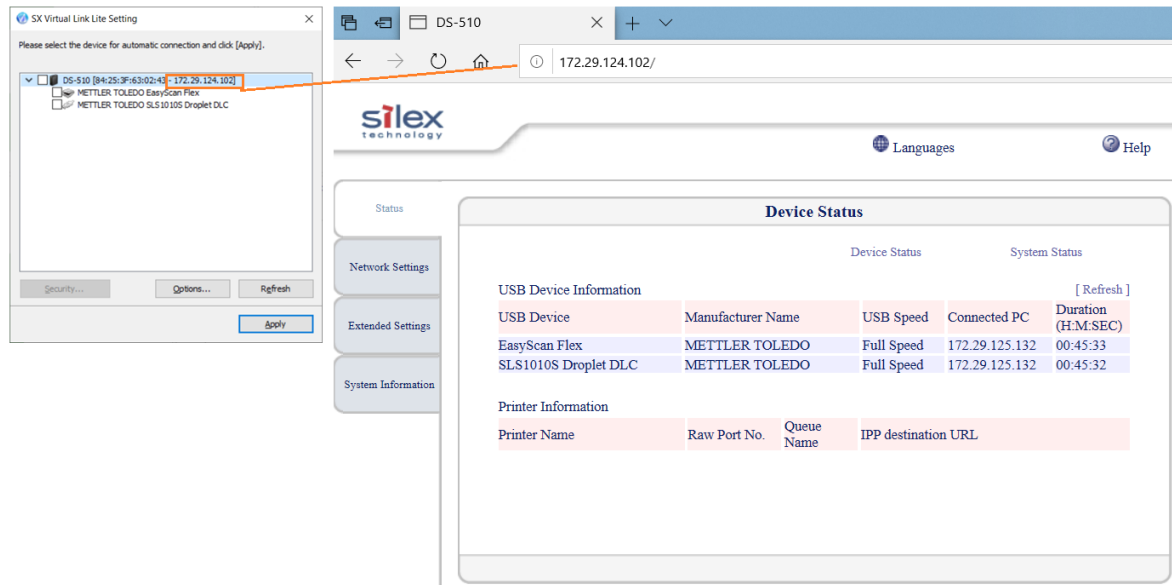 SX Virtual Link Lite Setting
Please select the device for automatic connection and click [Apply].
DS-510 [84:25:3F:63:02:43 - 172.29.124.102]
METTLER TOLEDO EasyScan Flex
METTLER TOLEDO SLS1010S Droplet DLC
Security...
Options...
Refresh
Apply
DS-510
172.29.124.102/
silex
technology
Languages
Help
Status
Network Settings
Extended Settings
System Information
Device Status
Device Status System Status
USB Device Information [ Refresh ]
USB Device Manufacturer Name USB Speed Connected PC Duration (H:M:SEC)
EasyScan Flex METTLER TOLEDO Full Speed 172.29.125.132 00:45:33
SLS1010S Droplet DLC METTLER TOLEDO Full Speed 172.29.125.132 00:45:32
Printer Information
Printer Name Raw Port No. Queue Name IPP destination URL